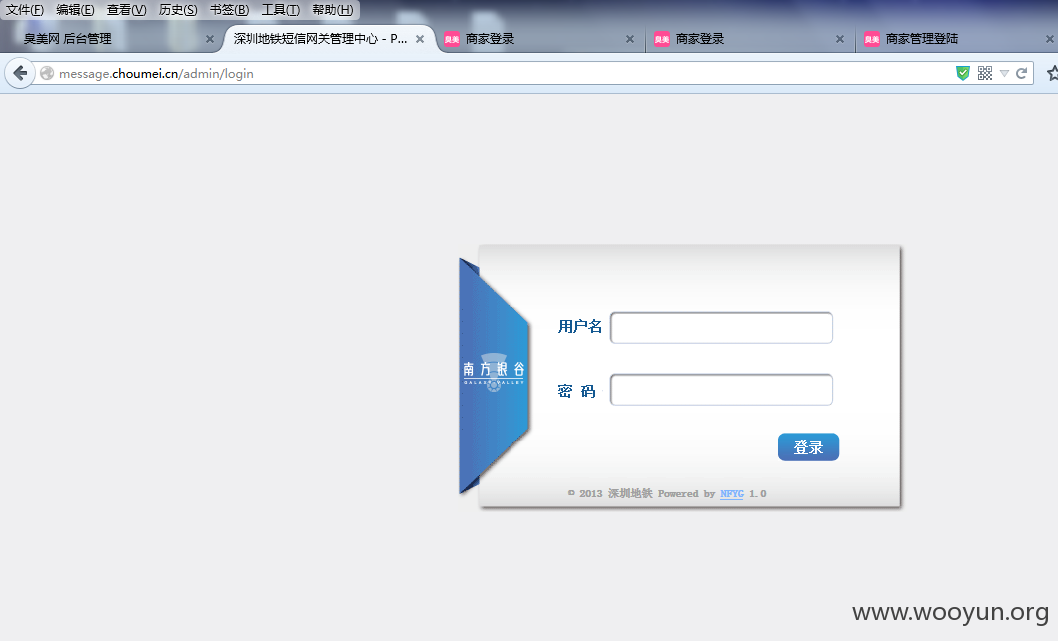 文件(F) 编辑(E) 查看(V) 历史(S) 书签(B) 工具(T) 帮助(H)
臭美网 后台管理 × 深圳地铁短信网关管理中心 - P... × 臭美 商家登录 × 臭美 商家登录 × 臭美 商家管理登陆 ×
message.choumei.cn/admin/login
用户名
南方银谷
GALAXY VALLEY
密 码
登录
© 2013 深圳地铁 Powered by NFYG 1.0
www.wooyun.org